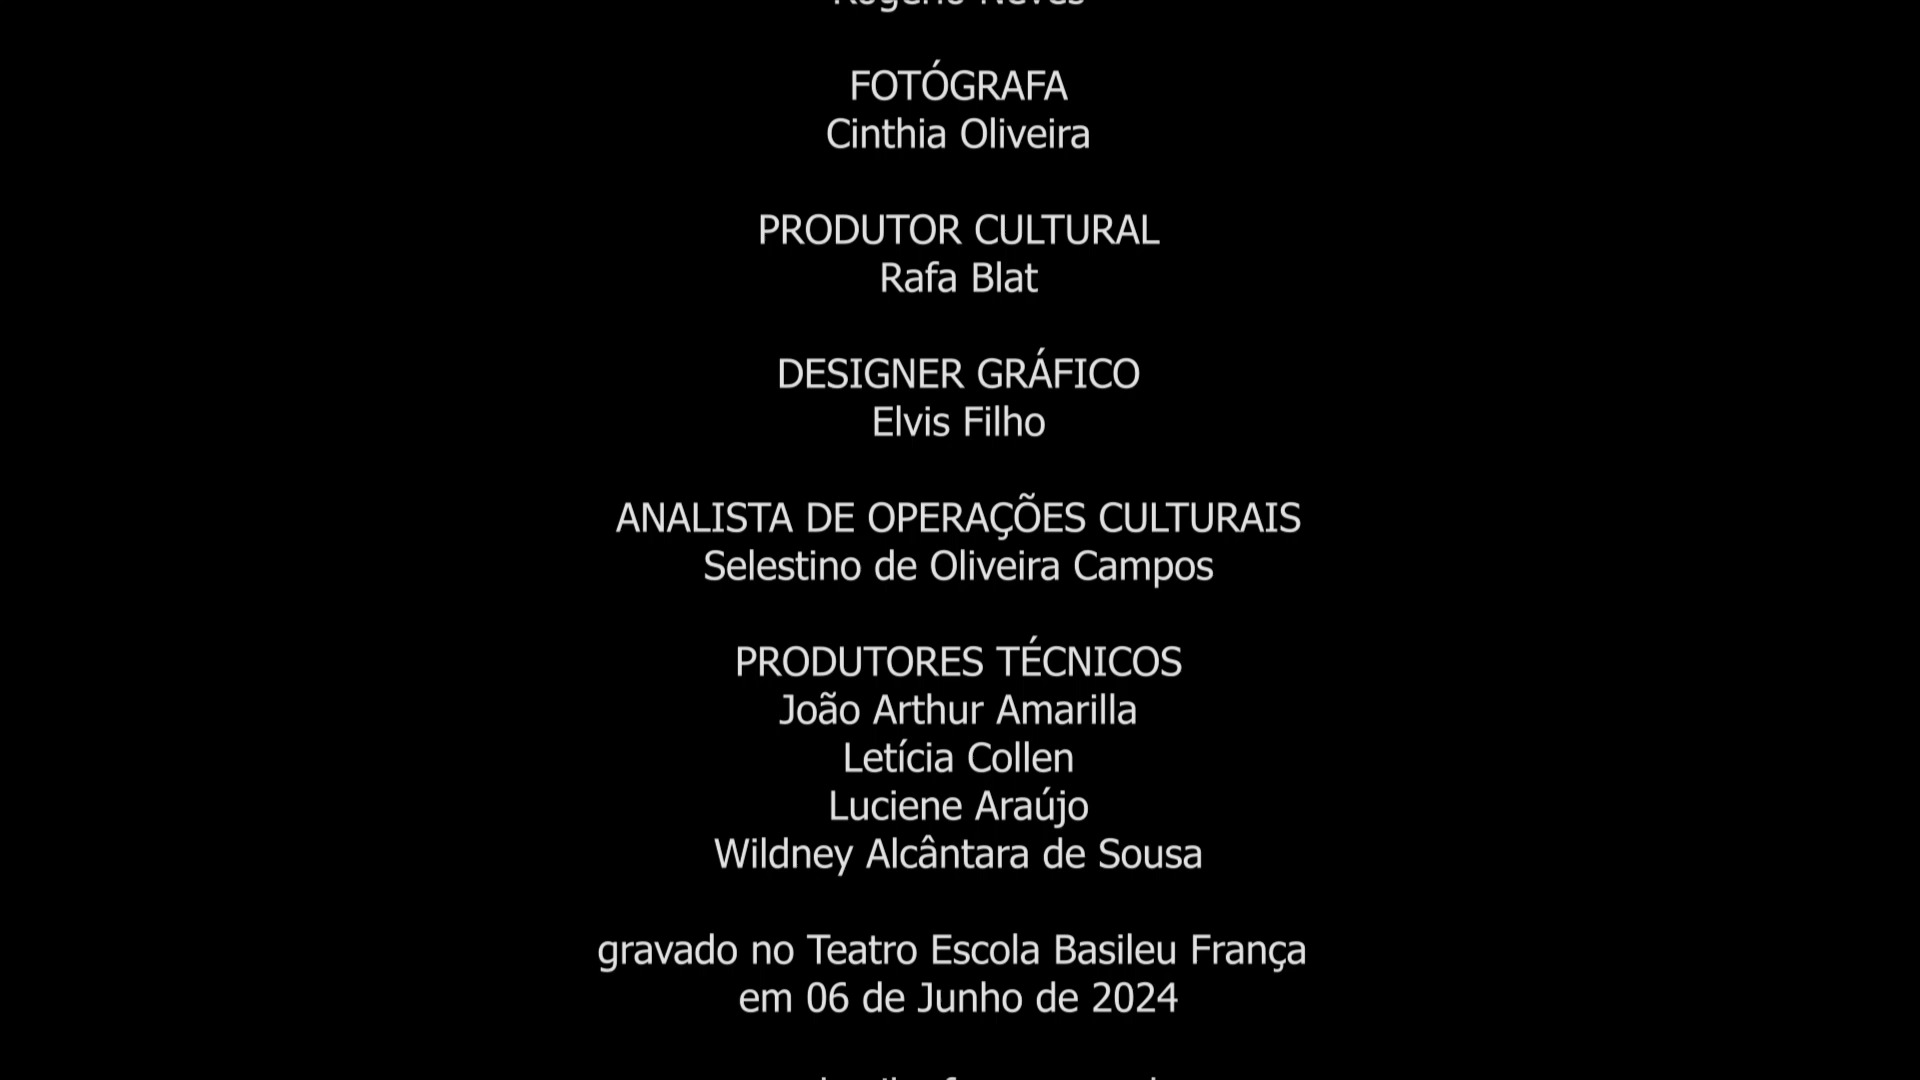 Rogério Neves
FOTÓGRAFA
Cinthia Oliveira
PRODUTOR CULTURAL
Rafa Blat
DESIGNER GRÁFICO
Elvis Filho
ANALISTA DE OPERAÇÕES CULTURAIS
Selestino de Oliveira Campos
PRODUTORES TÉCNICOS
João Arthur Amarilla
Letícia Collen
Luciene Araújo
Wildney Alcântara de Sousa
gravado no Teatro Escola Basileu França
em 06 de Junho de 2024